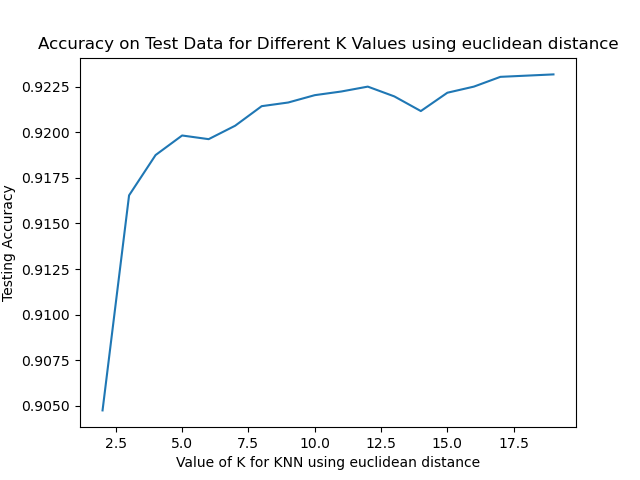 Accuracy on Test Data for Different K Values using euclidean distance
0.9225
0.9200
0.9175
0.9150
0.9125
0.9100
0.9075
0.9050
Testing Accuracy
2.5 5.0 7.5 10.0 12.5 15.0 17.5
Value of K for KNN using euclidean distance